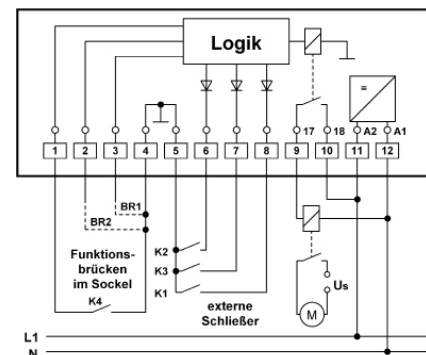 Logik
=
17 18 A2 A1
1 2 3 4 5 6 7 8 9 10 11 12
BR1
BR2
Funktions-
brücken
im Sockel
K4
K2
K3
K1
externe
Schließer
Us
M
L1
N